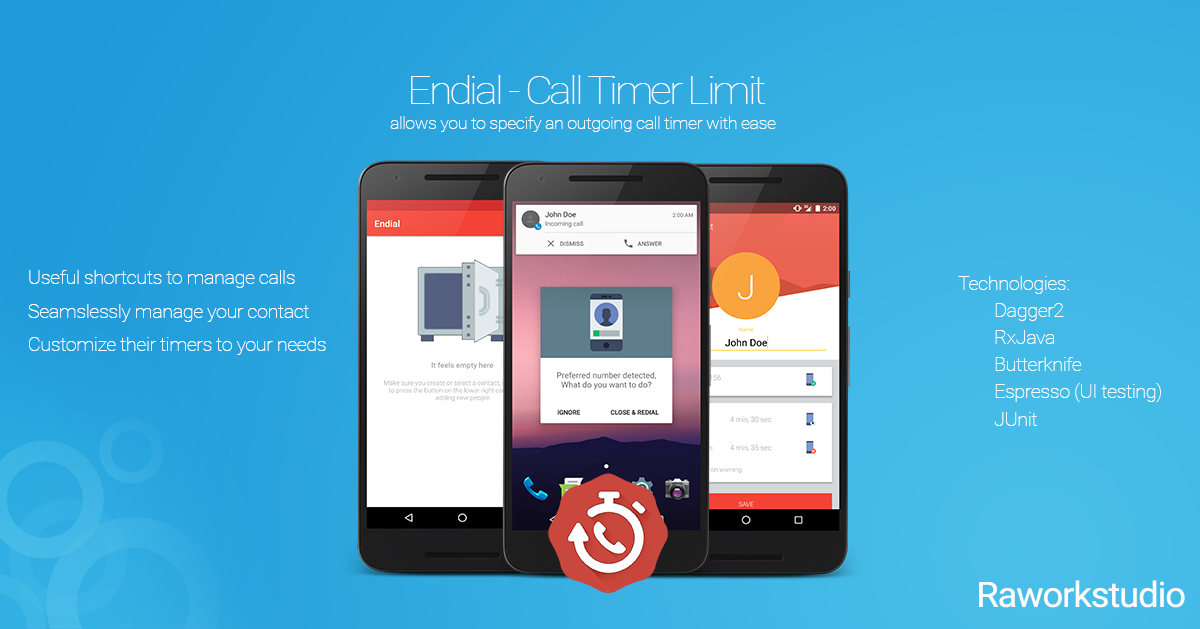 Endial - Call Timer Limit
allows you to specify an outgoing call timer with ease
Useful shortcuts to manage calls
Seamslessly manage your contact
Customize their timers to your needs
Endial
It feels empty here
Make sure you create or select a contact,
to press the button on the lower right
adding new people
John Doe
2:00 AM
Incoming call
DISMISS
ANSWER
Preferred number detected,
What do you want to do?
IGNORE
CLOSE & REDIAL
2:00
J
Name
John Doe
56
4 min, 30 sec
4 min, 35 sec
on warning
SAVE
Technologies:
Dagger2
RxJava
Butterknife
Espresso (UI testing)
JUnit
Raworkstudio